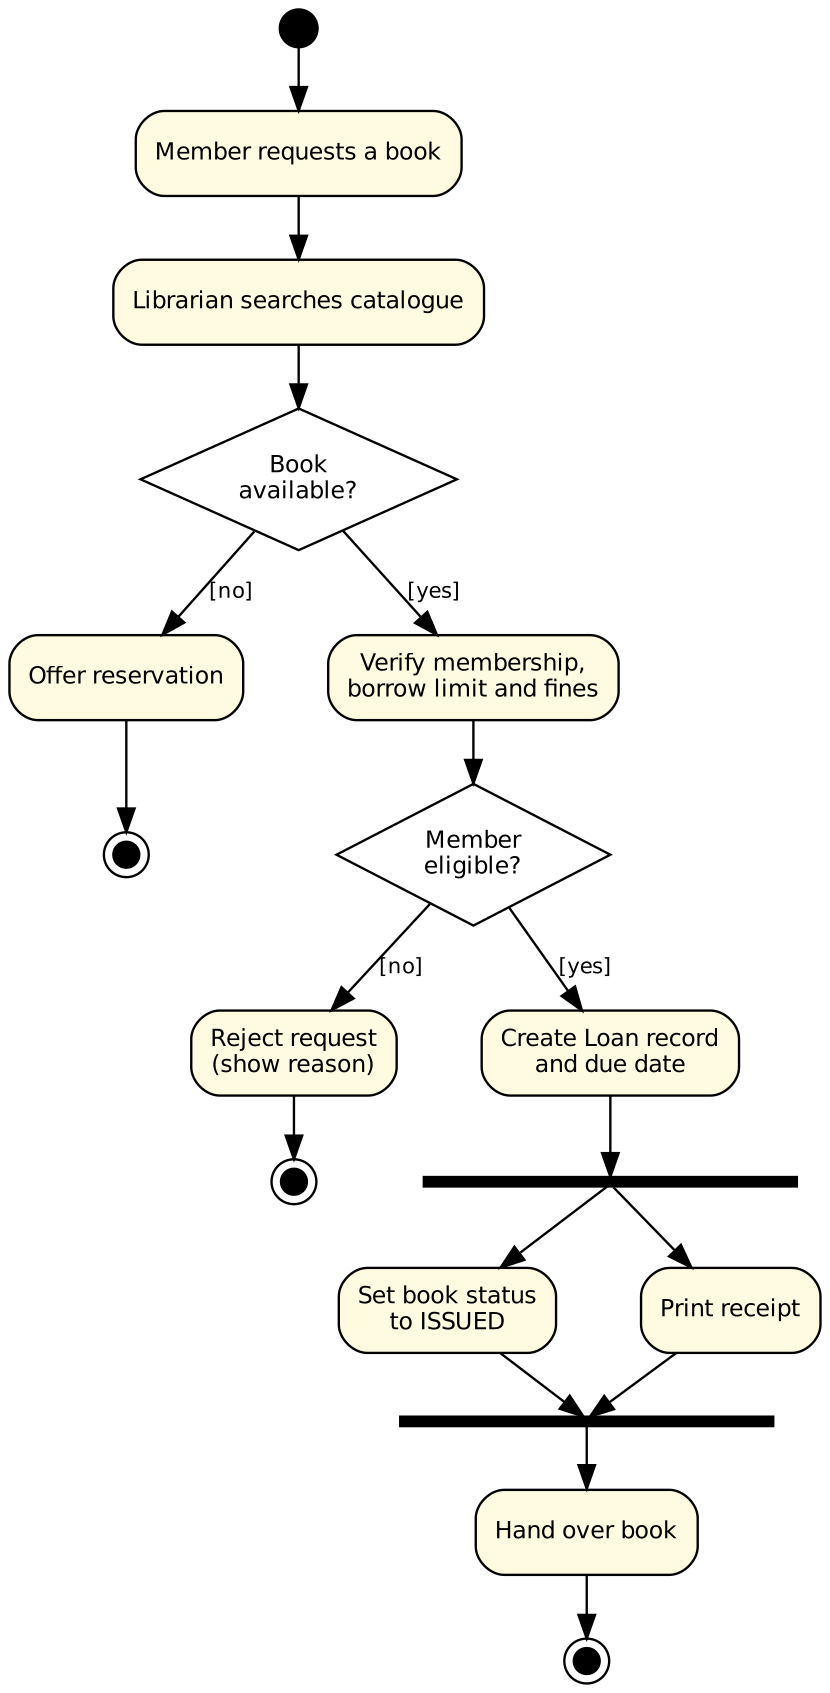 Member requests a book
Librarian searches catalogue
Book
available?
[no]
[yes]
Offer reservation
Verify membership,
borrow limit and fines
Member
eligible?
[no]
[yes]
Reject request
(show reason)
Create Loan record
and due date
Set book status
to ISSUED
Print receipt
Hand over book